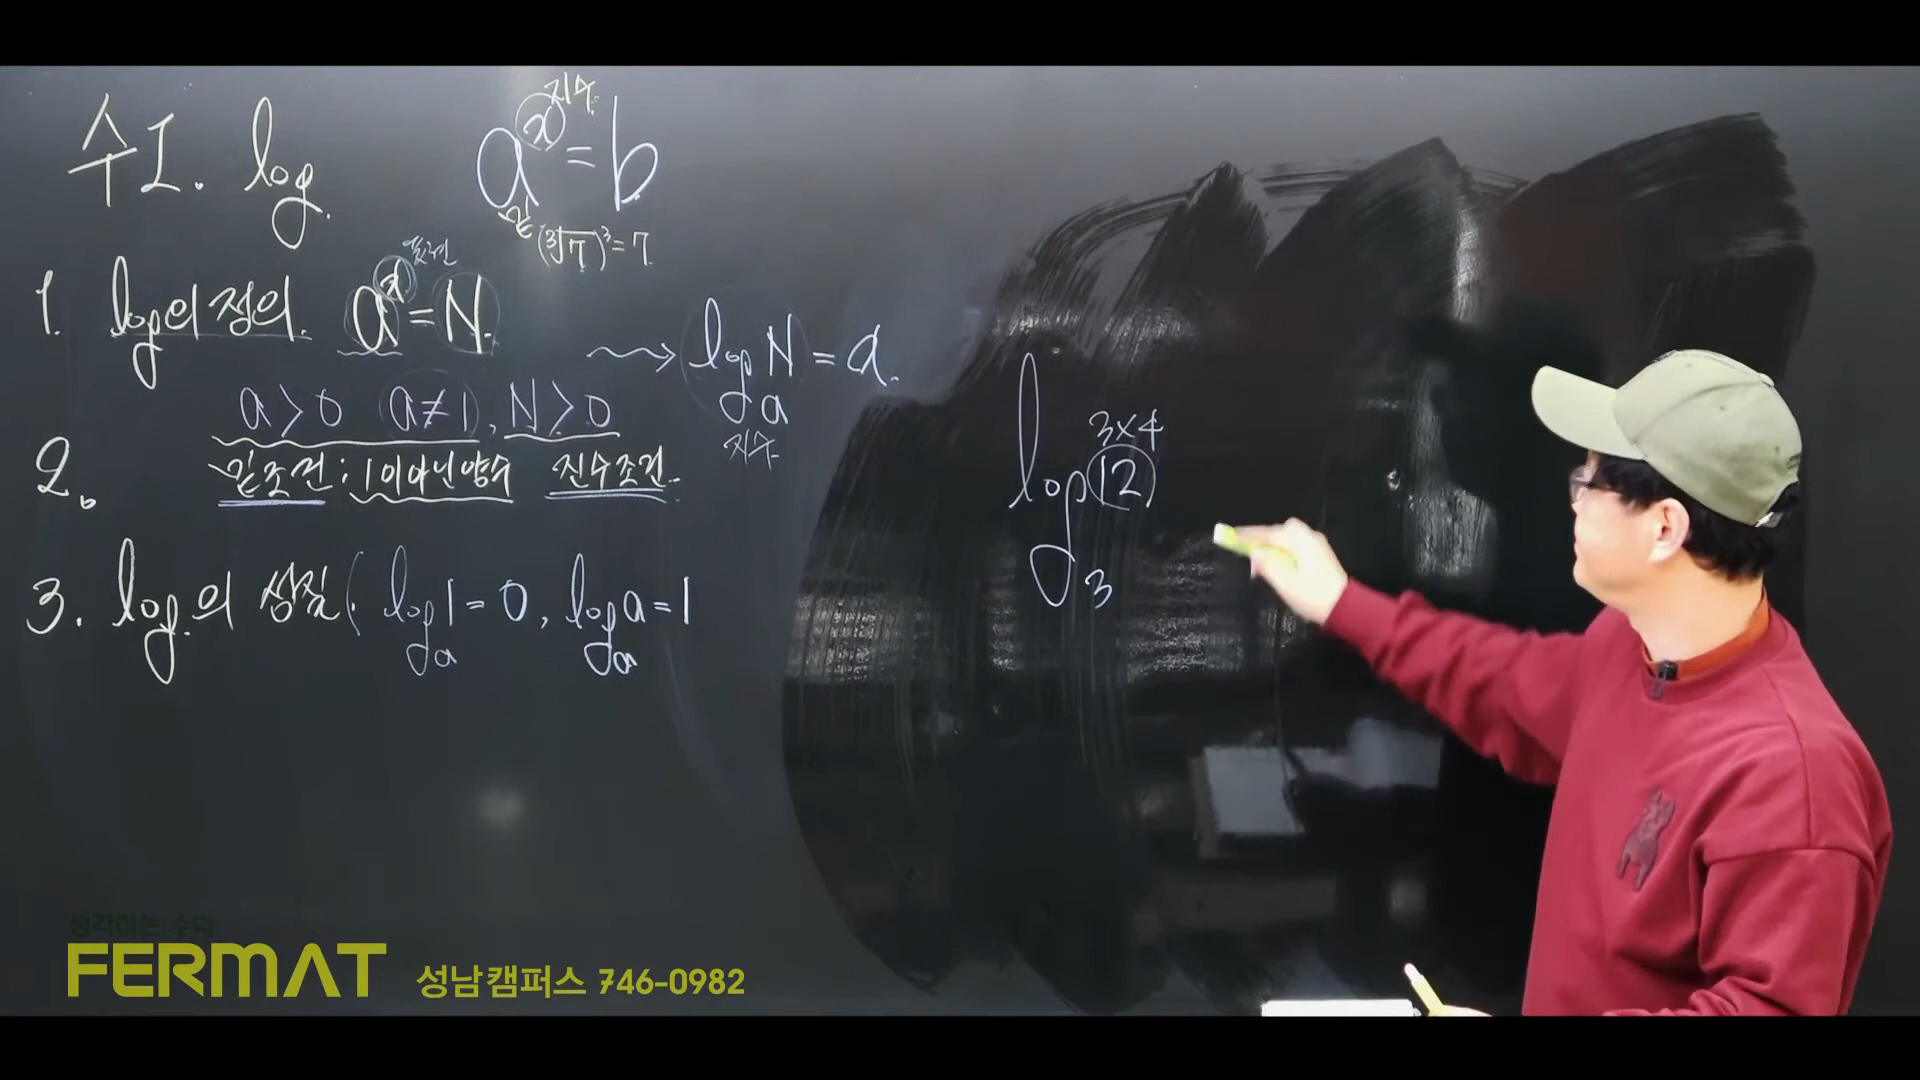 수I. log.
a^x = b
지수
밑
(∛7)³ = 7
1. log의 정의. a^x = N.
⟿ log_a N = x.
지수
a > 0 a ≠ 1, N > 0
2. 밑조건 : 1이아닌양수 진수조건.
3. log의 성질( log_a 1 = 0, log_a a = 1
3×4
log_3 12
생각하는 수학
FERMAT 성남캠퍼스 746-0982